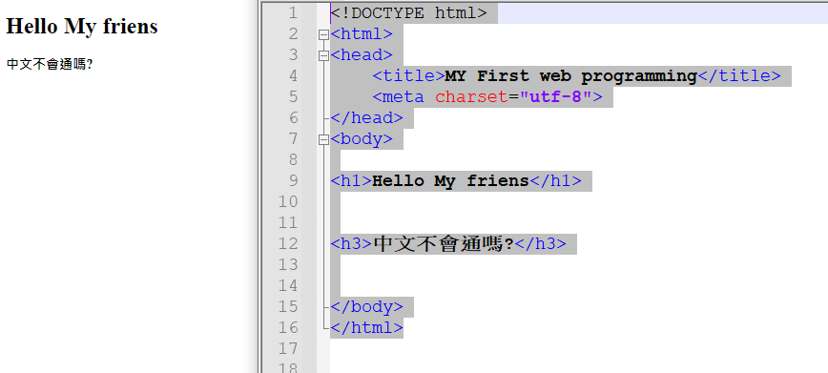 Hello My friens
中文不會通嗎?
1 <!DOCTYPE html>
2 <html>
3 <head>
4 <title>MY First web programming</title>
5 <meta charset="utf-8">
6 </head>
7 <body>
8
9 <h1>Hello My friens</h1>
10
11
12 <h3>中文不會通嗎?</h3>
13
14
15 </body>
16 </html>
17
18